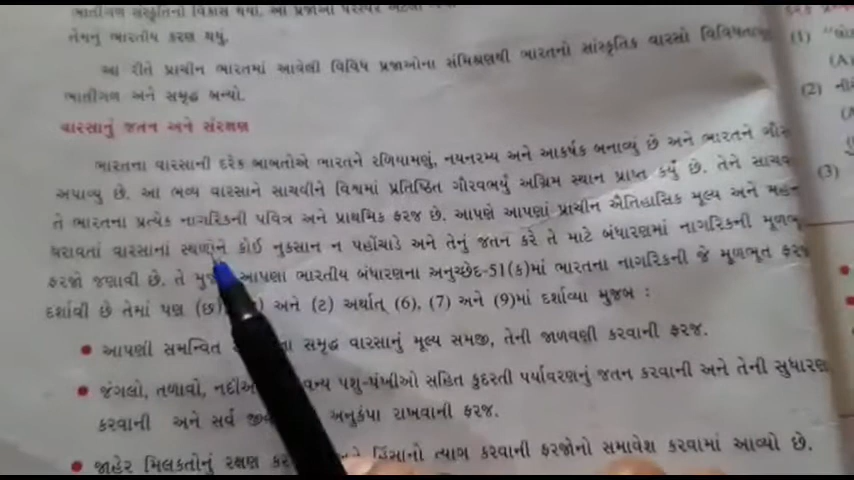 ભાતીગળ સંસ્કૃતિનો વિકાસ થયો. આ પ્રજાઓ પરસ્પર
તેમનું ભારતીય કરણ થયું.
આ રીતે પ્રાચીન ભારતમાં આવેલી વિવિધ પ્રજાઓના સંમિશ્રણથી ભારતનો સાંસ્કૃતિક વારસો
ભાતીગળ અને સમૃદ્ધ બન્યો.
વારસાનું જતન અને સંરક્ષણ
ભારતના વારસાની દરેક બાબતોએ ભારતને રળિયામણું, નયનરમ્ય અને આકર્ષક બનાવ્યું છે અને ભારતને
અપાવ્યુ છે. આ ભવ્ય વારસાને સાચવીને વિશ્વમાં પ્રતિષ્ઠિત ગૌરવભર્યું અગ્રિમ સ્થાન પ્રાપ્ત કર્યું છે. તેને
તે ભારતના પ્રત્યેક નાગરિકની પવિત્ર અને પ્રાથમિક ફરજ છે. આપણે આપણાં પ્રાચીન ઐતિહાસિક મૂલ્ય અને
ધરાવતાં વારસાનાં સ્થળોને કોઈ નુકસાન ન પહોંચાડે અને તેનું જતન કરે તે માટે બંધારણમાં નાગરિકની
ફરજો જણાવી છે. તે આપણા ભારતીય બંધારણના અનુચ્છેદ-51(ક)માં ભારતના નાગરિકની જે મૂળભૂત ફરજ
દર્શાવી છે તેમાં પણ (છ) અને (ટ) અર્થાત્ (6), (7) અને (9)માં દર્શાવ્યા મુજબ :
• આપણી સમન્વિત સમૃદ્ધ વારસાનું મૂલ્ય સમજી, તેની જાળવણી કરવાની ફરજ.
• જંગલો, તળાવો, વન્ય પશુ-પંખીઓ સહિત કુદરતી પર્યાવરણનું જતન કરવાની અને તેની સુધારણા
કરવાની અને સર્વ અનુકંપા રાખવાની ફરજ.
• જાહેર મિલકતોનું રક્ષણ હિંસાનો ત્યાગ કરવાની ફરજોનો સમાવેશ કરવામાં આવ્યો છે.
(1)
(A)
(2)
(3)